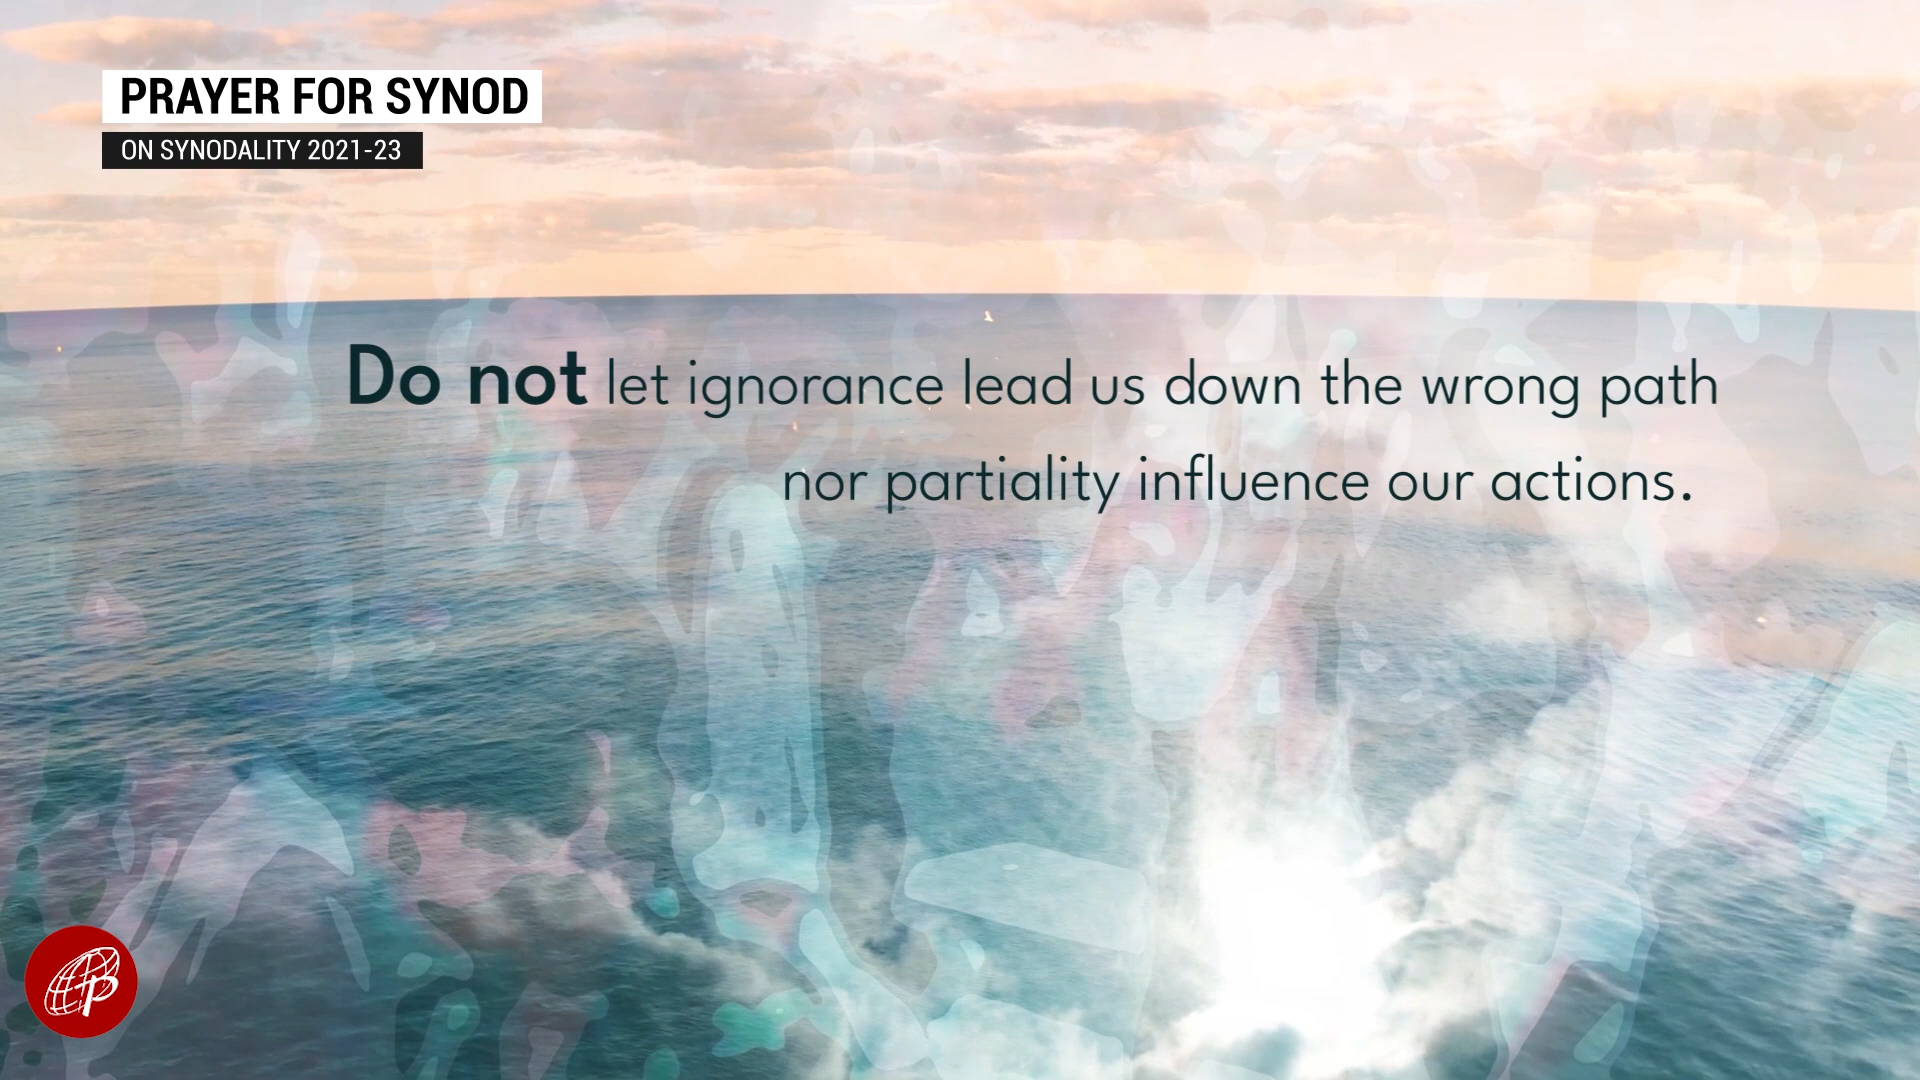 PRAYER FOR SYNOD
ON SYNODALITY 2021-23
Do not let ignorance lead us down the wrong path
nor partiality influence our actions.